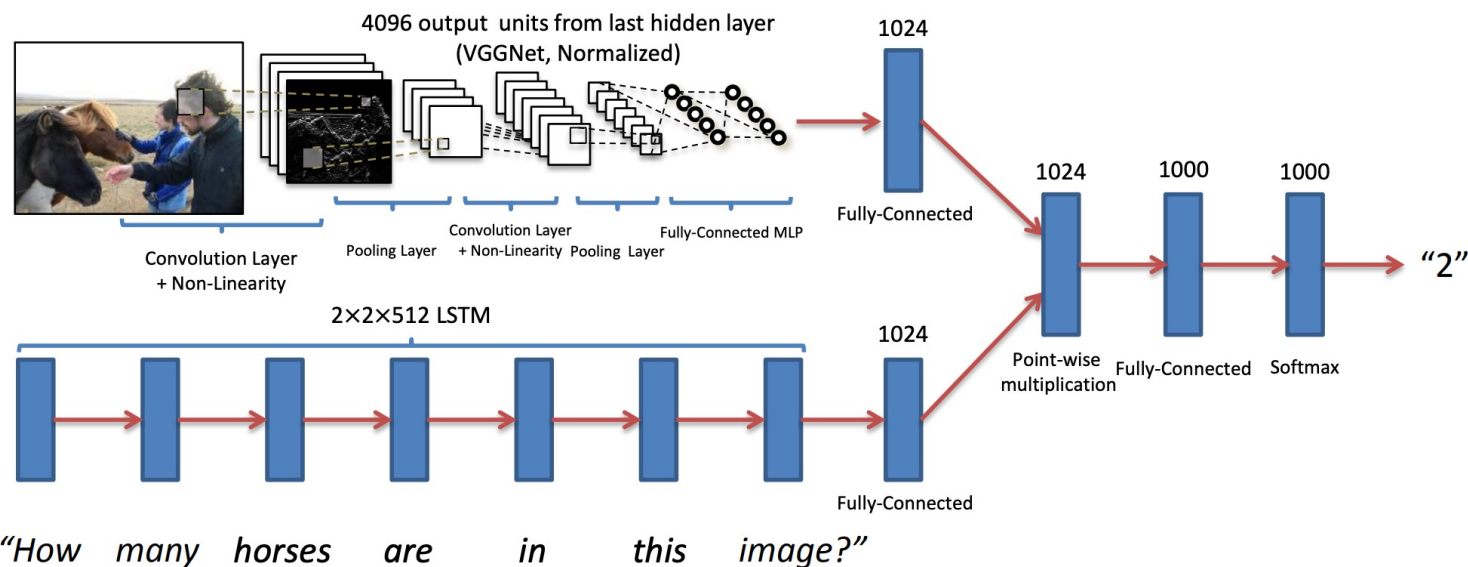 4096 output units from last hidden layer
(VGGNet, Normalized)
1024
Fully-Connected
Convolution Layer
+ Non-Linearity
Pooling Layer
Convolution Layer
+ Non-Linearity
Pooling Layer
Fully-Connected MLP
2×2×512 LSTM
1024
Fully-Connected
1024
Point-wise
multiplication
1000
Fully-Connected
1000
Softmax
“2”
“How many horses are in this image?”